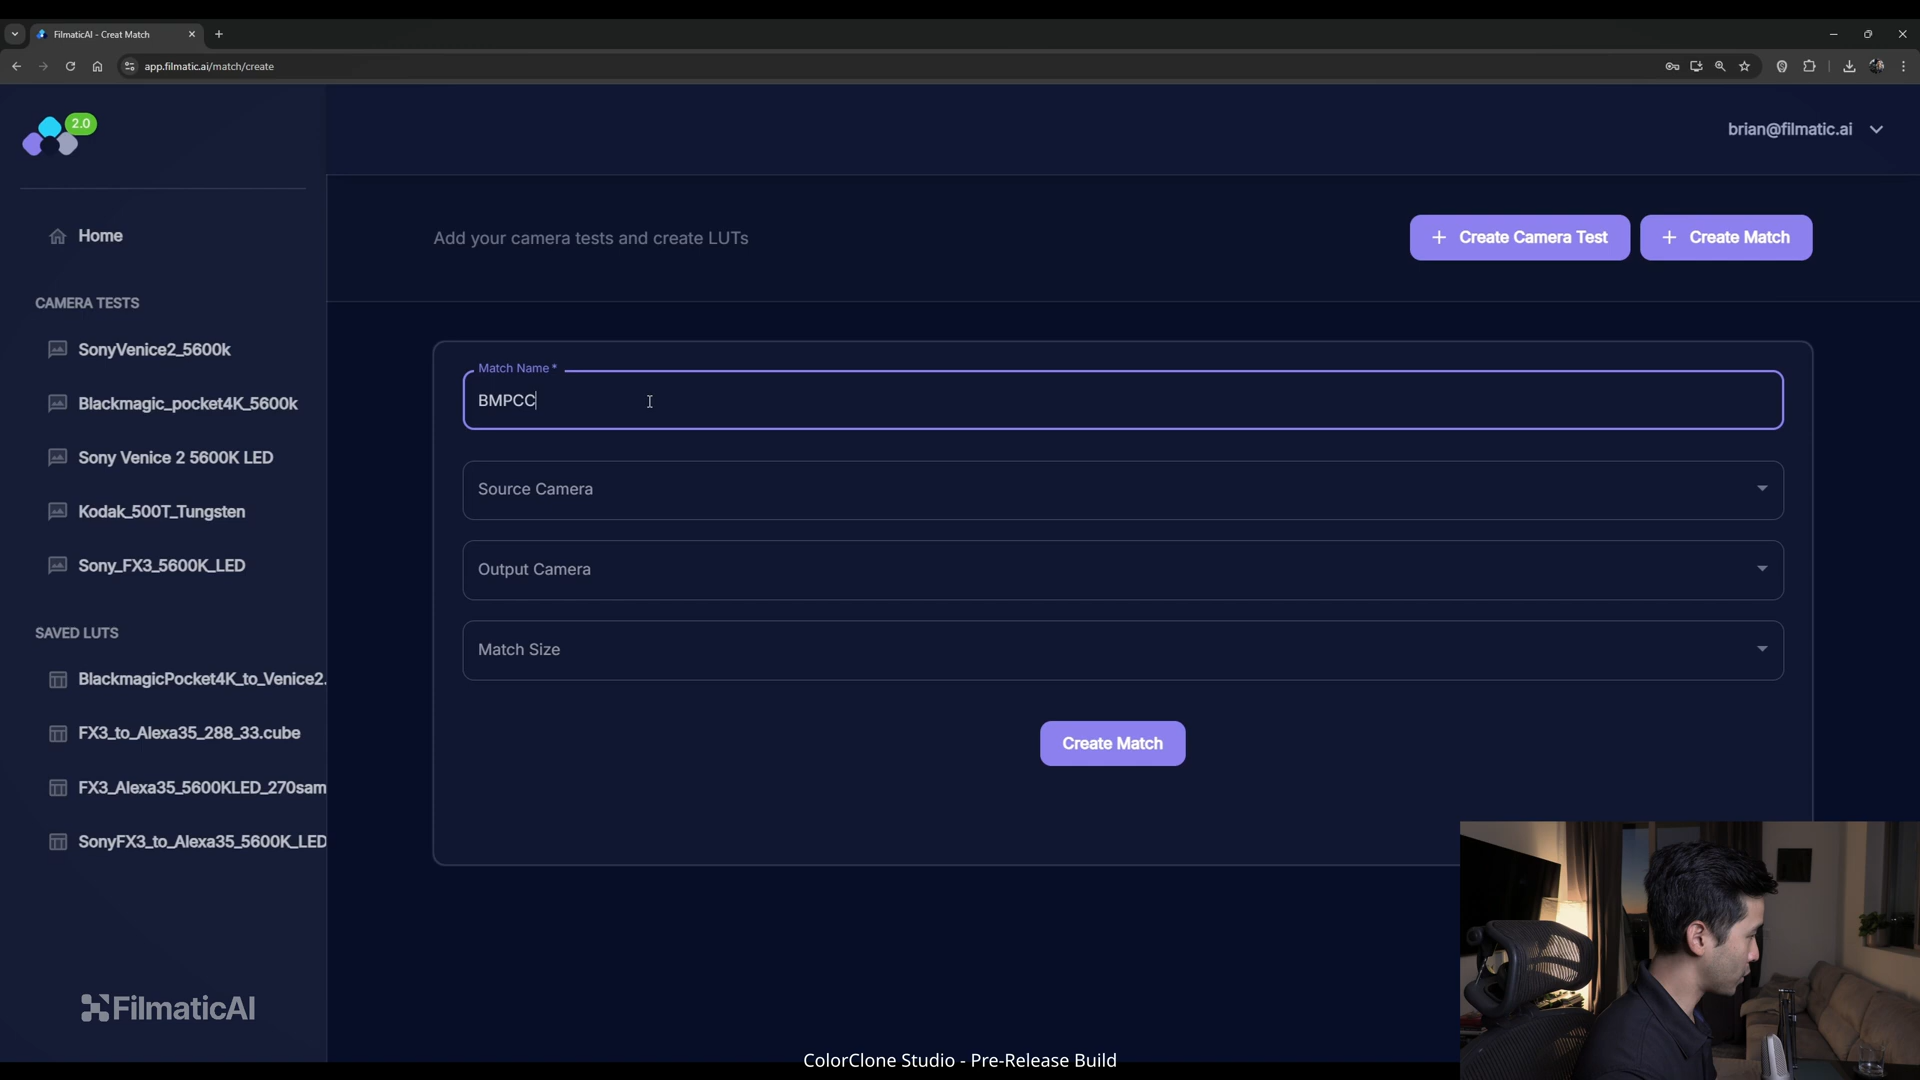 FilmaticAI - Creat Match
app.filmatic.ai/match/create
2.0
brian@filmatic.ai
Home
Add your camera tests and create LUTs
+ Create Camera Test
+ Create Match
CAMERA TESTS
SonyVenice2_5600k
Blackmagic_pocket4K_5600k
Sony Venice 2 5600K LED
Kodak_500T_Tungsten
Sony_FX3_5600K_LED
SAVED LUTS
BlackmagicPocket4K_to_Venice2.
FX3_to_Alexa35_288_33.cube
FX3_Alexa35_5600KLED_270sam
SonyFX3_to_Alexa35_5600K_LED
FilmaticAI
Match Name *
BMPCC
Source Camera
Output Camera
Match Size
Create Match
ColorClone Studio - Pre-Release Build